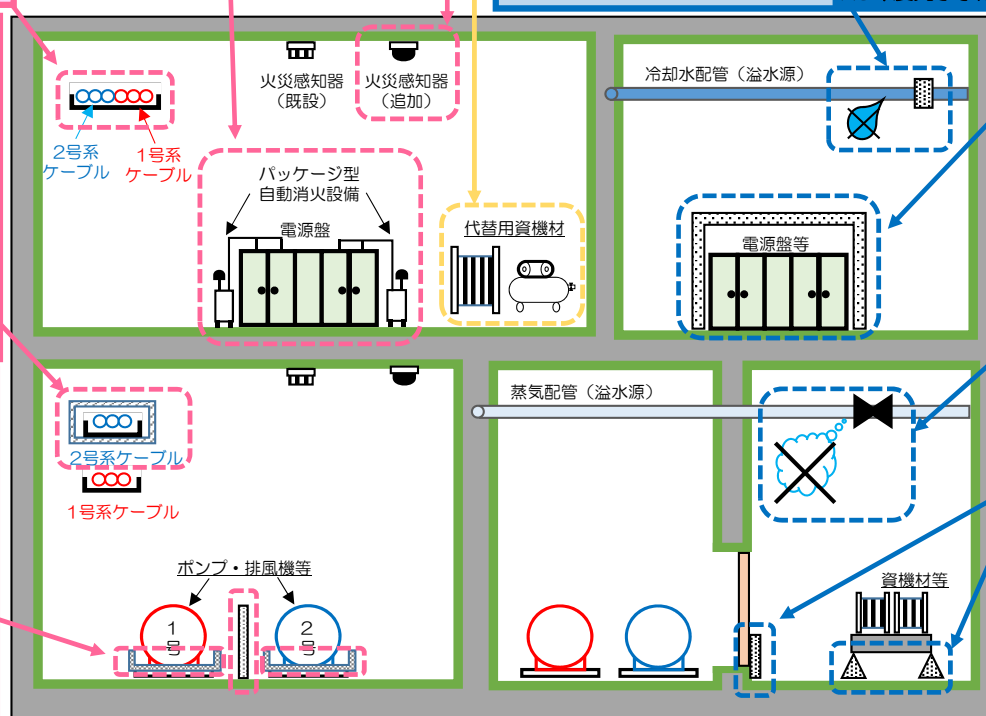 火災感知器
（既設）
火災感知器
（追加）
2号系
ケーブル
1号系
ケーブル
パッケージ型
自動消火設備
電源盤
代替用資機材
冷却水配管（溢水源）
電源盤等
2号系ケーブル
1号系ケーブル
ポンプ・排風機等
1
号
2
号
蒸気配管（溢水源）
資機材等